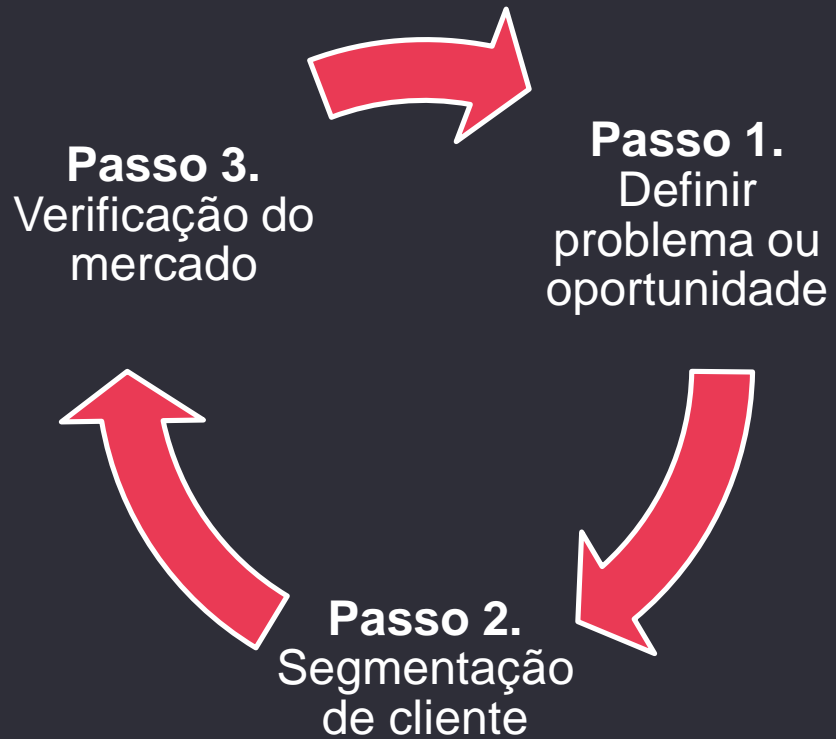 Passo 1.
Definir
problema ou
oportunidade
Passo 2.
Segmentação
de cliente
Passo 3.
Verificação do
mercado